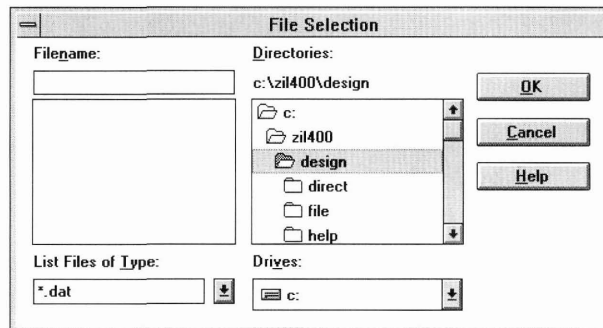 File Selection
Filename:
Directories:
c:\zil400\design
c:
zil400
design
direct
file
help
OK
Cancel
Help
List Files of Type:
*.dat
Drives:
c: